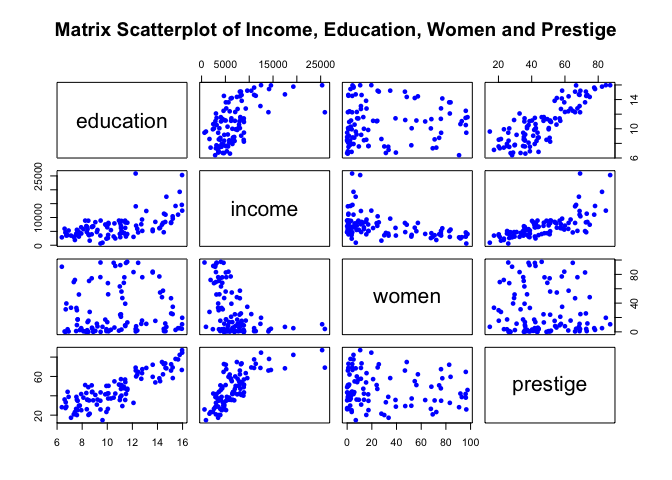 Matrix Scatterplot of Income, Education, Women and Prestige
0 5000 15000 25000
20 40 60 80
education
6 8 10 14
0 10000 25000
income
women
0 40 80
20 60
prestige
6 8 10 12 14 16
0 20 40 60 80 100